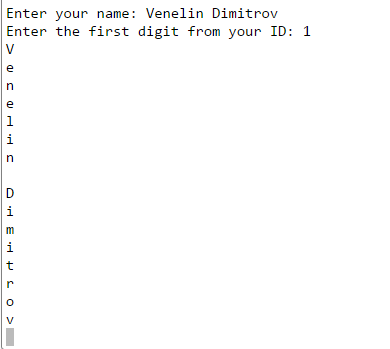 Enter your name: Venelin Dimitrov
Enter the first digit from your ID: 1
V
e
n
e
l
i
n

D
i
m
i
t
r
o
v